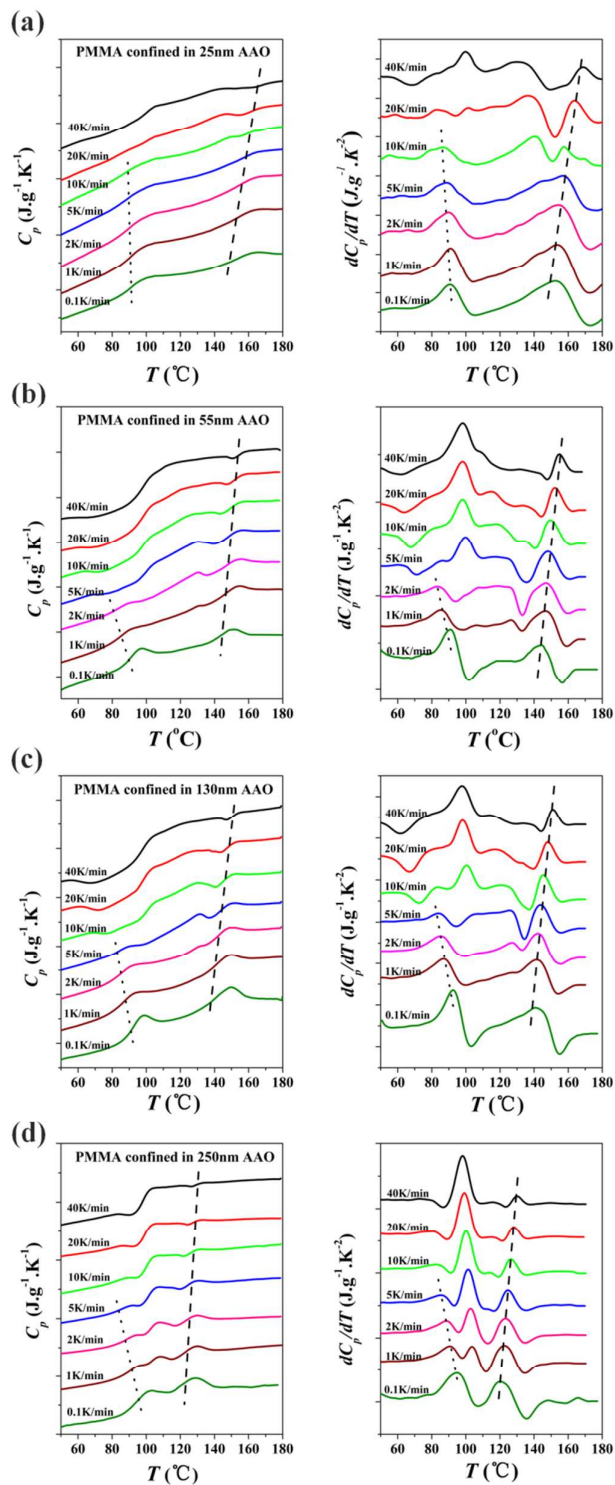 (a)
PMMA confined in 25nm AAO
40K/min
20K/min
10K/min
5K/min
2K/min
1K/min
0.1K/min
Cp (J.g-1.K-1)
60 80 100 120 140 160 180
T (℃)
40K/min
20K/min
10K/min
5K/min
2K/min
1K/min
0.1K/min
dCp/dT (J.g-1.K-2)
60 80 100 120 140 160 180
T (℃)
(b)
PMMA confined in 55nm AAO
40K/min
20K/min
10K/min
5K/min
2K/min
1K/min
0.1K/min
Cp (J.g-1.K-1)
60 80 100 120 140 160 180
T (°C)
40K/min
20K/min
10K/min
5K/min
2K/min
1K/min
0.1K/min
dCp/dT (J.g-1.K-2)
60 80 100 120 140 160 180
T (°C)
(c)
PMMA confined in 130nm AAO
40K/min
20K/min
10K/min
5K/min
2K/min
1K/min
0.1K/min
Cp (J.g-1.K-1)
60 80 100 120 140 160 180
T (℃)
40K/min
20K/min
10K/min
5K/min
2K/min
1K/min
0.1K/min
dCp/dT (J.g-1.K-2)
60 80 100 120 140 160 180
T (℃)
(d)
PMMA confined in 250nm AAO
40K/min
20K/min
10K/min
5K/min
2K/min
1K/min
0.1K/min
Cp (J.g-1.K-1)
60 80 100 120 140 160 180
T (℃)
40K/min
20K/min
10K/min
5K/min
2K/min
1K/min
0.1K/min
dCp/dT (J.g-1.K-2)
60 80 100 120 140 160 180
T (℃)